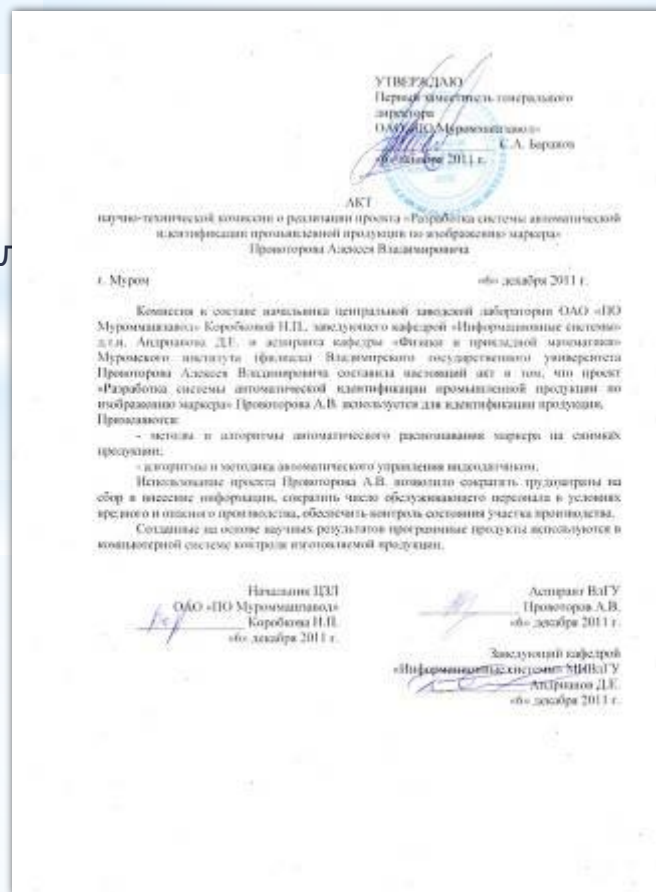 УТВЕРЖДАЮ
Первый заместитель генерального
директора
ОАО «ПО Муроммашзавод»
С.А. Баранов
декабря 2011 г.
АКТ
научно-технической комиссии о реализации проекта «Разработка системы автоматической
идентификации промышленной продукции по изображению маркера»
Провоторова Алексея Владимировича
г. Муром «6» декабря 2011 г.
Комиссия в составе начальника центральной заводской лаборатории ОАО «ПО
Муроммашзавод» Коробковой Н.П., заведующего кафедрой «Информационные системы»
д.т.н. Андрианова Д.Е. и аспиранта кафедры «Физики и прикладной математики»
Муромского института (филиала) Владимирского государственного университета
Провоторова Алексея Владимировича составила настоящий акт в том, что проект
«Разработка системы автоматической идентификации промышленной продукции по
изображению маркера» Провоторова А.В. используется для идентификации продукции.
Применяются:
- методы и алгоритмы автоматического распознавания маркера на снимках
продукции;
- алгоритмы и методика автоматического управления видеодатчиком.
Использование проекта Провоторова А.В. позволило сократить трудозатраты на
сбор и внесение информации, сократить число обслуживающего персонала в условиях
вредного и опасного производства, обеспечить контроль состояния участка производства.
Созданные на основе научных результатов программные продукты используются в
компьютерной системе контроля изготовляемой продукции.
Начальник ЦЗЛ
ОАО «ПО Муроммашзавод»
Коробкова Н.П.
«6» декабря 2011 г.
Аспирант ВлГУ
Провоторов А.В.
«6» декабря 2011 г.
Заведующий кафедрой
«Информационные системы» МИВлГУ
Андрианов Д.Е.
«6» декабря 2011 г.